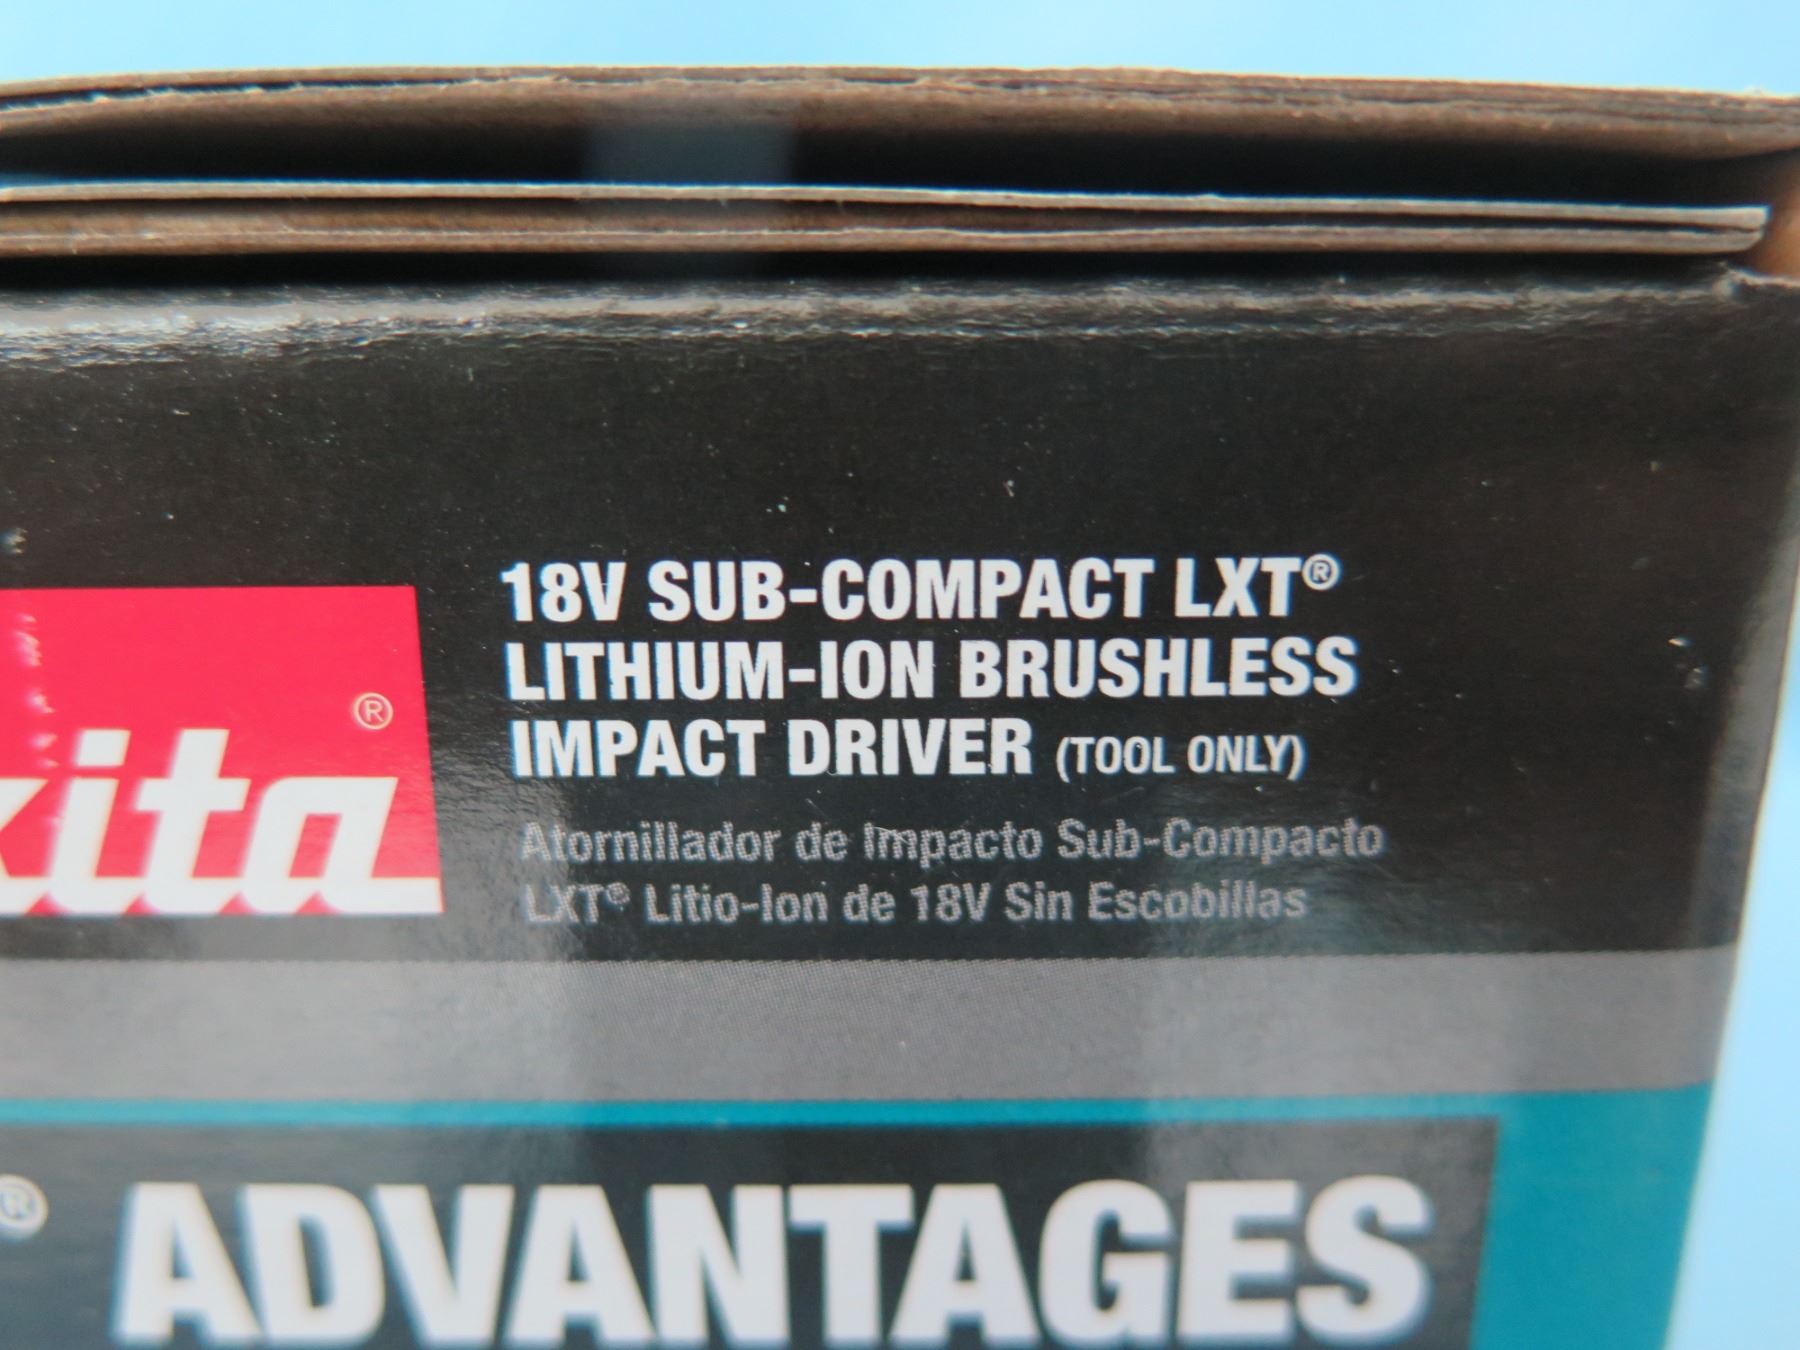 18V SUB-COMPACT LXT®
LITHIUM-ION BRUSHLESS
IMPACT DRIVER (TOOL ONLY)
Atornillador de Impacto Sub-Compacto
LXT® Litio-Ion de 18V Sin Escobillas
kita®
® ADVANTAGES